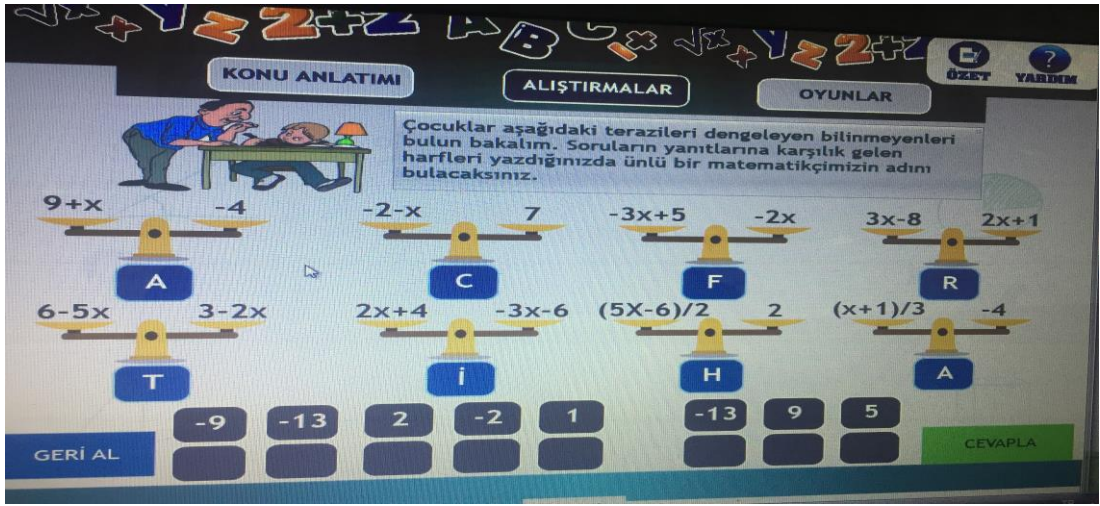 ÖZET
YARDIM
KONU ANLATIMI
ALIŞTIRMALAR
OYUNLAR
Çocuklar aşağıdaki terazileri dengeleyen bilinmeyenleri
bulun bakalım. Soruların yanıtlarına karşılık gelen
harfleri yazdığınızda ünlü bir matematikçimizin adını
bulacaksınız.
9+x -4 -2-x 7 -3x+5 -2x 3x-8 2x+1
A C F R
6-5x 3-2x 2x+4 -3x-6 (5X-6)/2 2 (x+1)/3 -4
T İ H A
-9 -13 2 -2 1 -13 9 5
GERİ AL
CEVAPLA